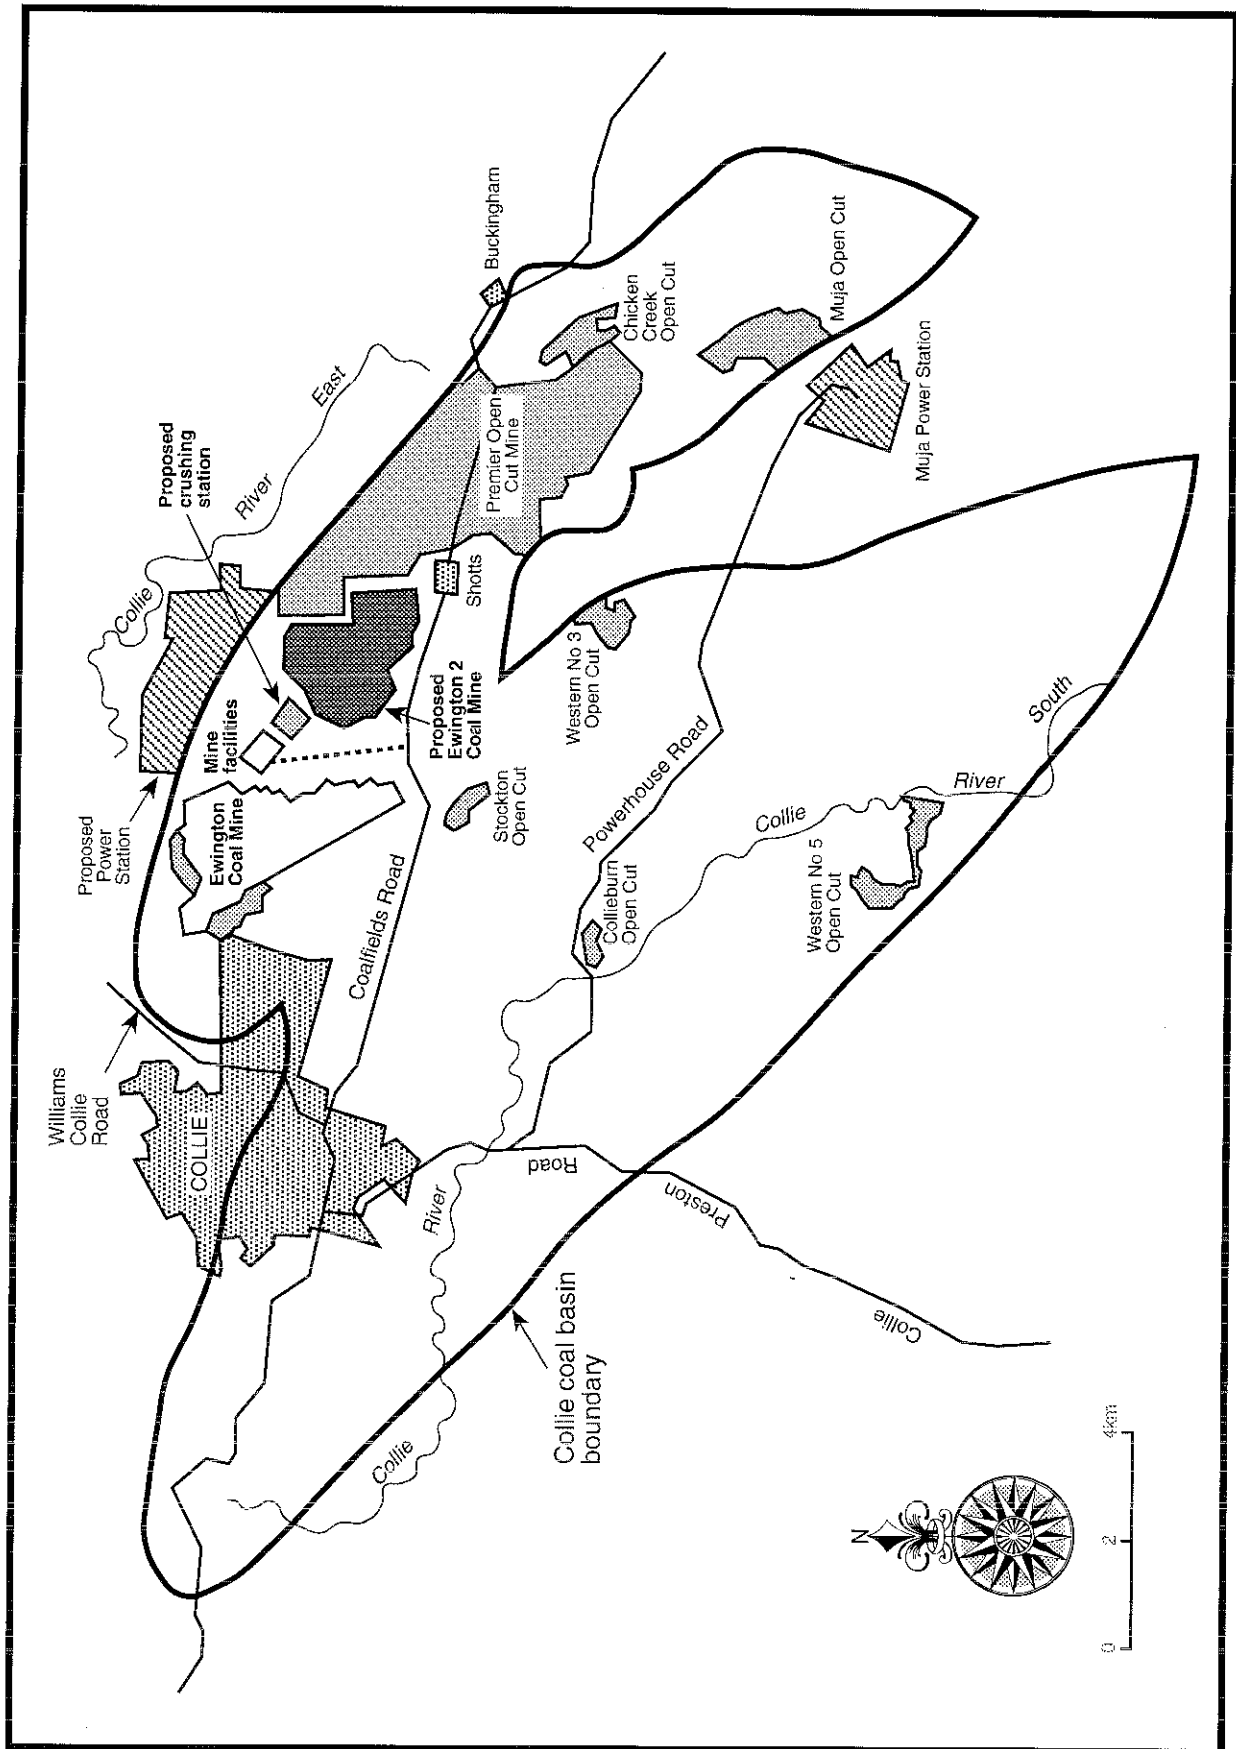 Williams
Collie
Road
COLLIE
Proposed
Power
Station
Ewington
Coal Mine
Mine
facilities
Proposed
crushing
station
Collie
River
East
Buckingham
Proposed
Ewington 2
Coal Mine
Shotts
Premier Open
Cut Mine
Chicken
Creek
Open Cut
Muja Open Cut
Muja Power Station
Coalfields Road
Stockton
Open Cut
Western No 3
Open Cut
Powerhouse Road
Collieburn
Open Cut
Collie
River
South
Western No 5
Open Cut
River
Collie
Road
Preston
Collie
Collie coal basin
boundary
N
0
2
4km